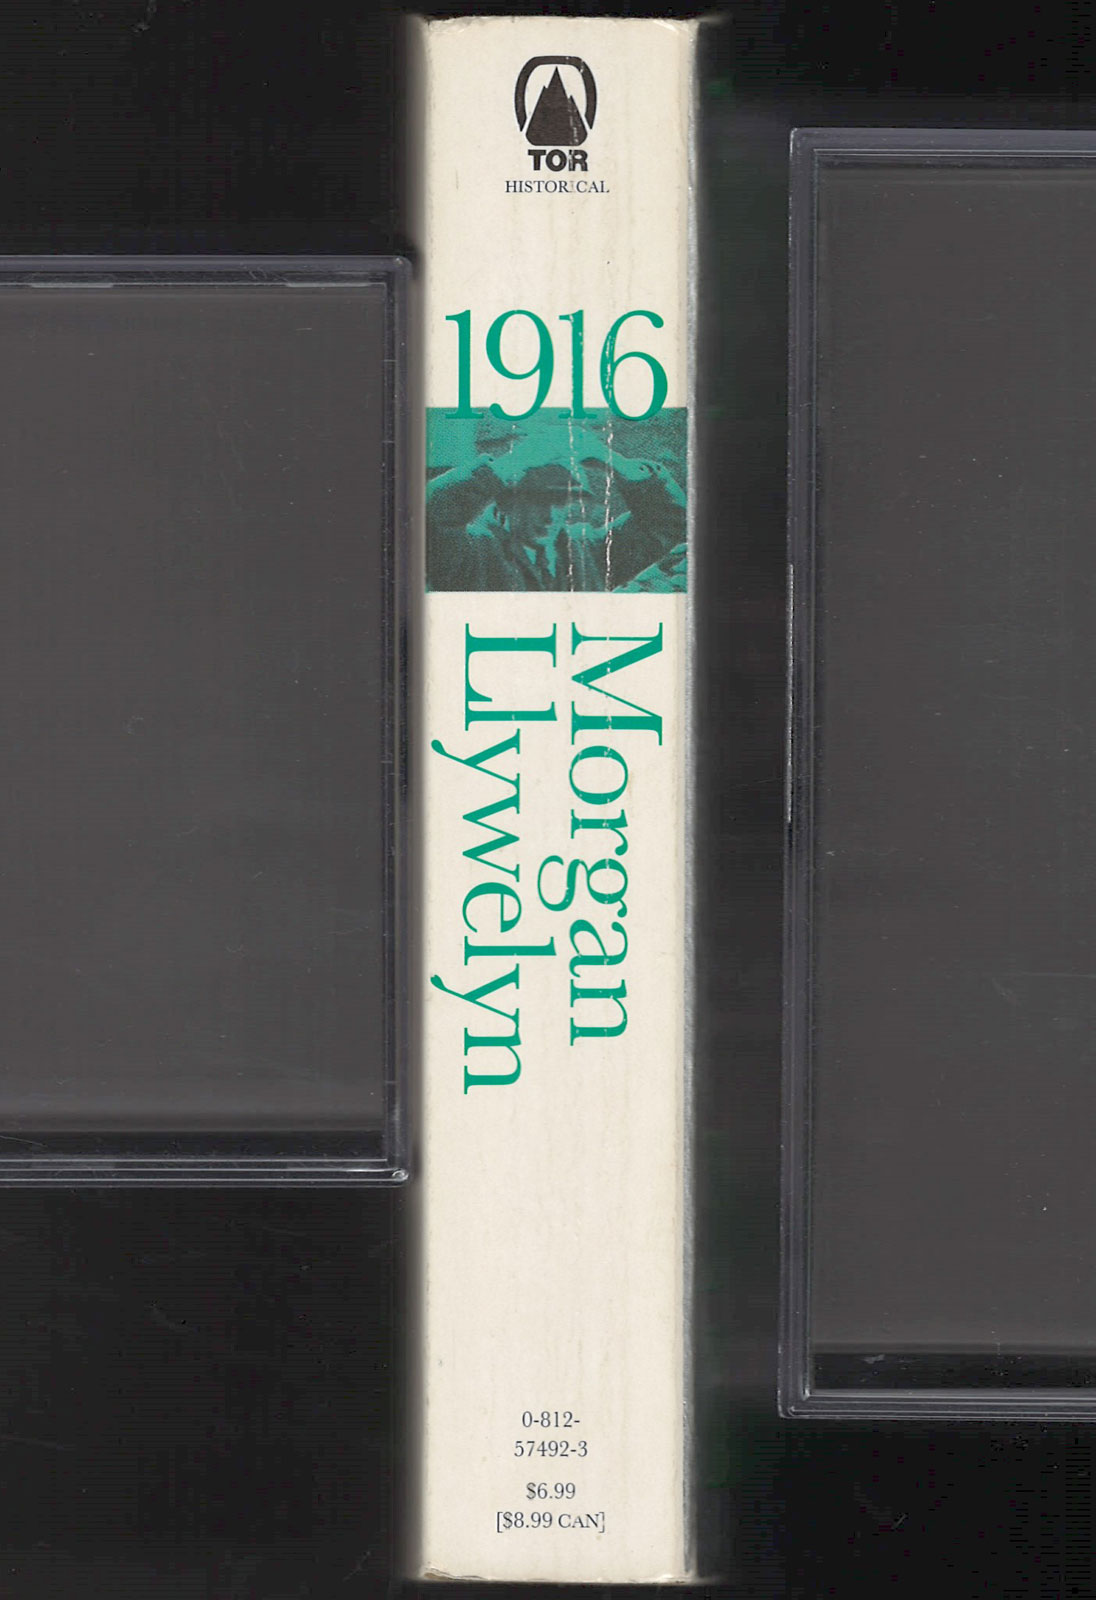 TOR
HISTORICAL
1916
Morgan
Llywelyn
0-812-
57492-3
$6.99
[$8.99 CAN]